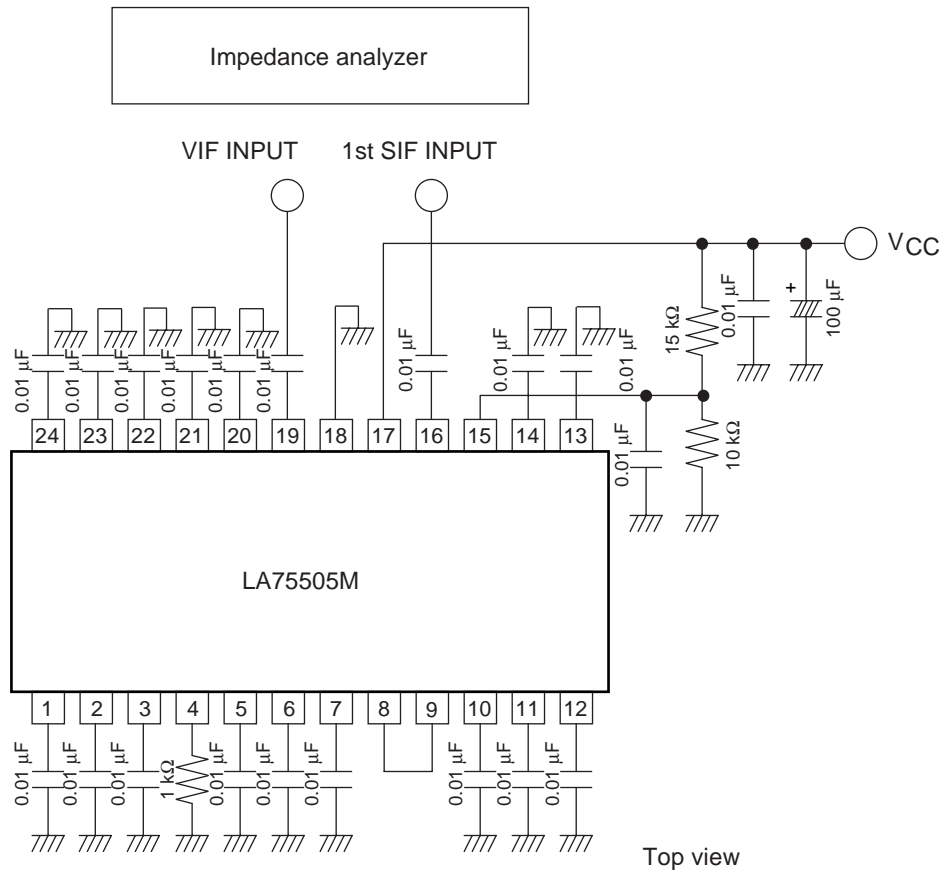 Impedance analyzer
VIF INPUT
1st SIF INPUT
VCC
+
0.01 µF
0.01 µF
0.01 µF
0.01 µF
0.01 µF
0.01 µF
0.01 µF
0.01 µF
0.01 µF
15 kΩ
0.01 µF
100 µF
0.01 µF
10 kΩ
24
23
22
21
20
19
18
17
16
15
14
13
LA75505M
1
2
3
4
5
6
7
8
9
10
11
12
0.01 µF
0.01 µF
0.01 µF
1 kΩ
0.01 µF
0.01 µF
0.01 µF
0.01 µF
0.01 µF
0.01 µF
Top view